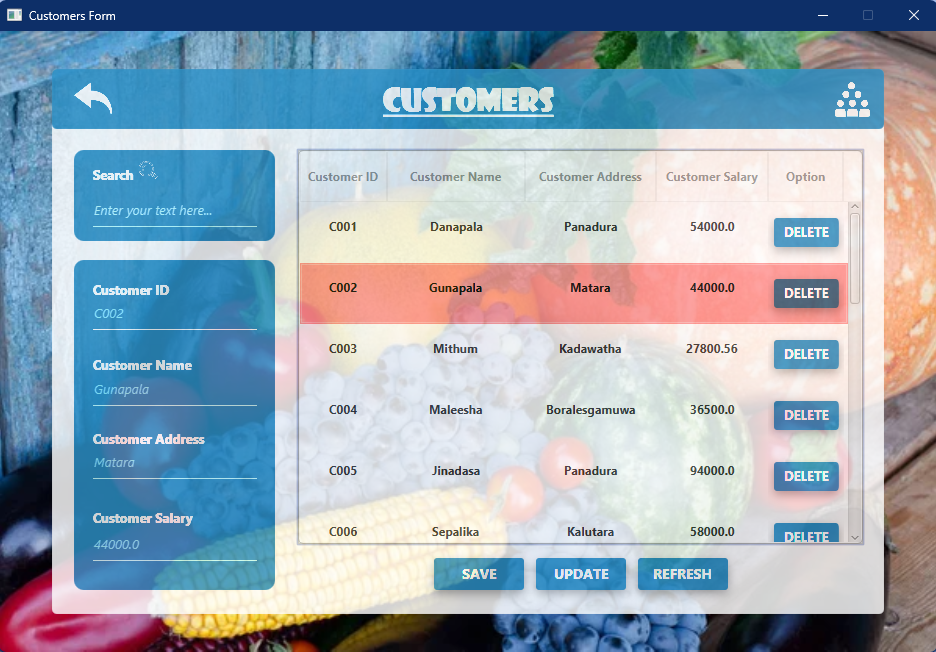 Customers Form
CUSTOMERS
Search
Enter your text here...
Customer ID
C002
Customer Name
Gunapala
Customer Address
Matara
Customer Salary
44000.0
Customer ID Customer Name Customer Address Customer Salary Option
C001 Danapala Panadura 54000.0 DELETE
C002 Gunapala Matara 44000.0 DELETE
C003 Mithum Kadawatha 27800.56 DELETE
C004 Maleesha Boralesgamuwa 36500.0 DELETE
C005 Jinadasa Panadura 94000.0 DELETE
C006 Sepalika Kalutara 58000.0 DELETE
SAVE UPDATE REFRESH